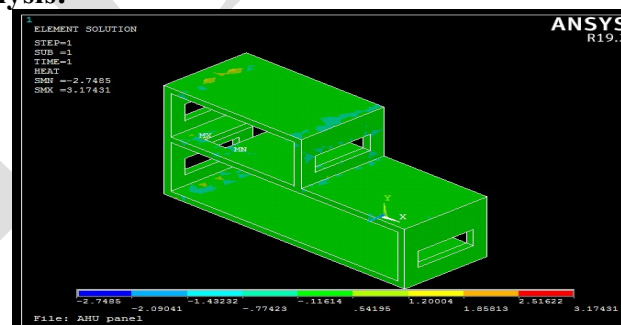 ysis:
1
ELEMENT SOLUTION
ANSYS
R19.
STEP=1
SUB =1
TIME=1
HEAT
SMN =-2.7485
SMX =3.17431
MX
MN
Y
X
-2.7485 -1.43232 -.11614 1.20004 2.51622
-2.09041 -.77423 .54195 1.85813 3.17431
File: AHU panel